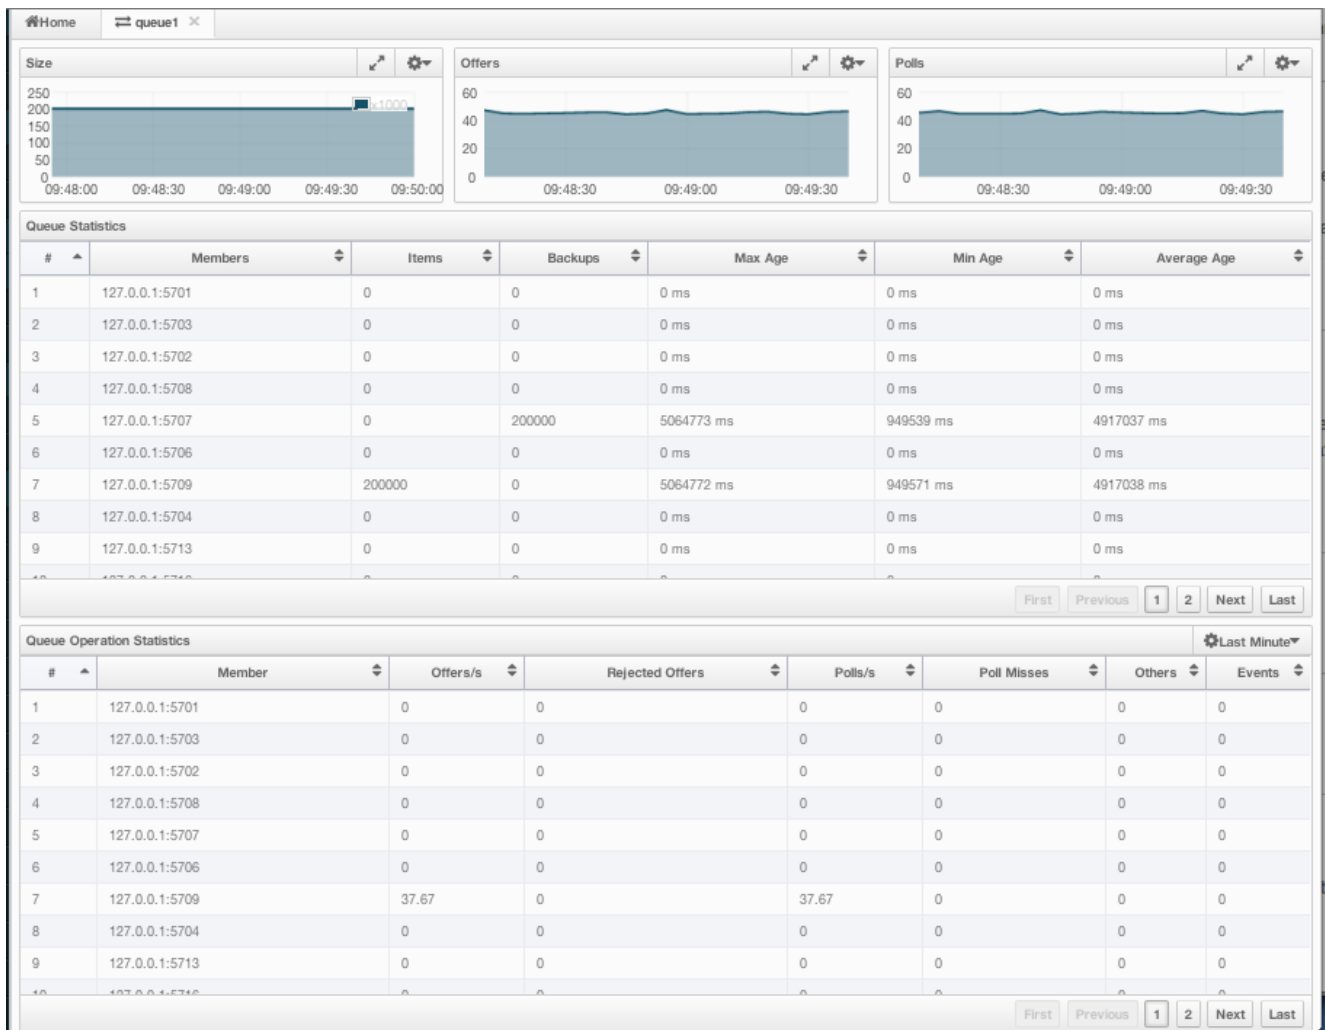 Home queue1
Size Offers Polls
250
200
150
100
50
0
x1000
09:48:00 09:48:30 09:49:00 09:49:30 09:50:00
60
40
20
0
09:48:30 09:49:00 09:49:30
60
40
20
0
09:48:30 09:49:00 09:49:30
Queue Statistics
# Members Items Backups Max Age Min Age Average Age
1 127.0.0.1:5701 0 0 0 ms 0 ms 0 ms
2 127.0.0.1:5703 0 0 0 ms 0 ms 0 ms
3 127.0.0.1:5702 0 0 0 ms 0 ms 0 ms
4 127.0.0.1:5708 0 0 0 ms 0 ms 0 ms
5 127.0.0.1:5707 0 200000 5064773 ms 949539 ms 4917037 ms
6 127.0.0.1:5706 0 0 0 ms 0 ms 0 ms
7 127.0.0.1:5709 200000 0 5064772 ms 949571 ms 4917038 ms
8 127.0.0.1:5704 0 0 0 ms 0 ms 0 ms
9 127.0.0.1:5713 0 0 0 ms 0 ms 0 ms
First Previous 1 2 Next Last
Queue Operation Statistics Last Minute
# Member Offers/s Rejected Offers Polls/s Poll Misses Others Events
1 127.0.0.1:5701 0 0 0 0 0 0
2 127.0.0.1:5703 0 0 0 0 0 0
3 127.0.0.1:5702 0 0 0 0 0 0
4 127.0.0.1:5708 0 0 0 0 0 0
5 127.0.0.1:5707 0 0 0 0 0 0
6 127.0.0.1:5706 0 0 0 0 0 0
7 127.0.0.1:5709 37.67 0 37.67 0 0 0
8 127.0.0.1:5704 0 0 0 0 0 0
9 127.0.0.1:5713 0 0 0 0 0 0
First Previous 1 2 Next Last